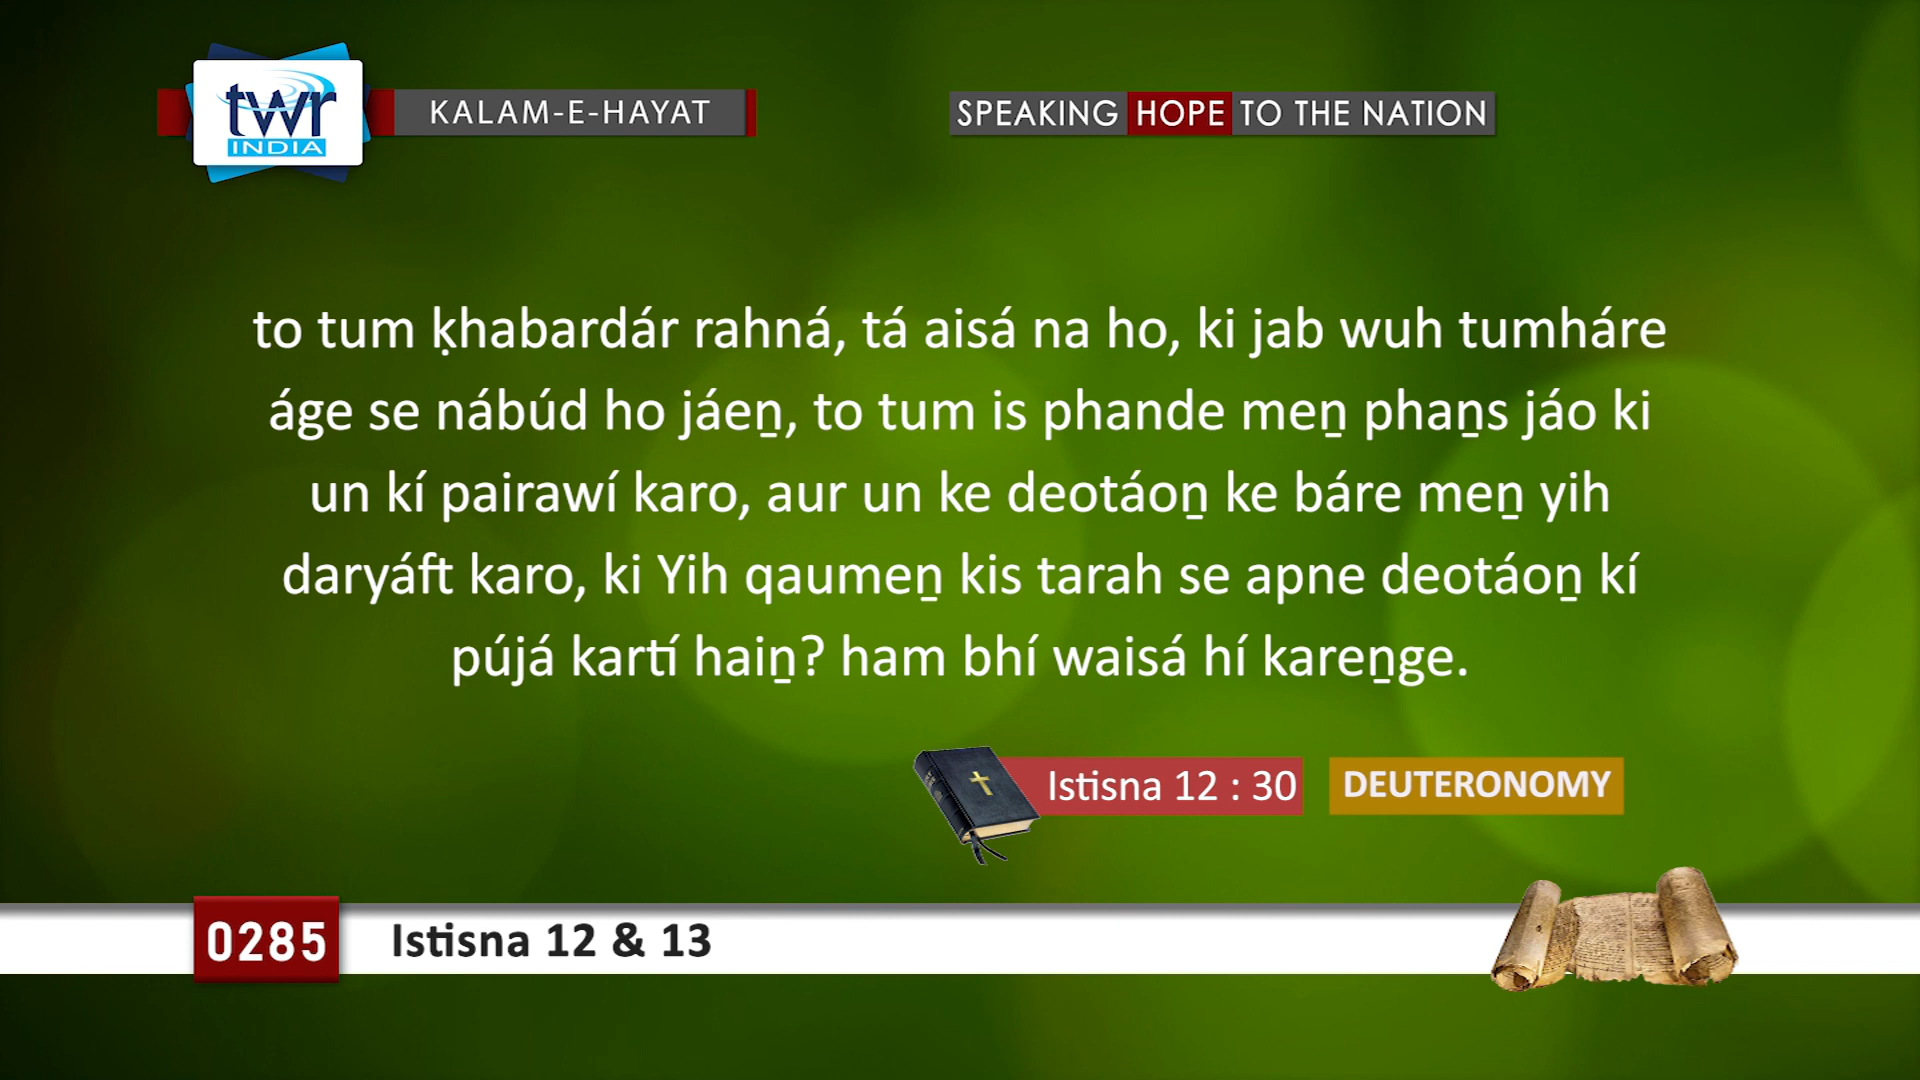 twr
INDIA
KALAM-E-HAYAT
SPEAKING HOPE TO THE NATION
to tum ḳhabardár rahná, tá aisá na ho, ki jab wuh tumháre
áge se nábúd ho jáeṉ, to tum is phande meṉ phaṉs jáo ki
un kí pairawí karo, aur un ke deotáoṉ ke báre meṉ yih
daryáft karo, ki Yih qaumeṉ kis tarah se apne deotáoṉ kí
pújá kartí haiṉ? ham bhí waisá hí kareṉge.
Istisna 12 : 30
DEUTERONOMY
0285
Istisna 12 & 13